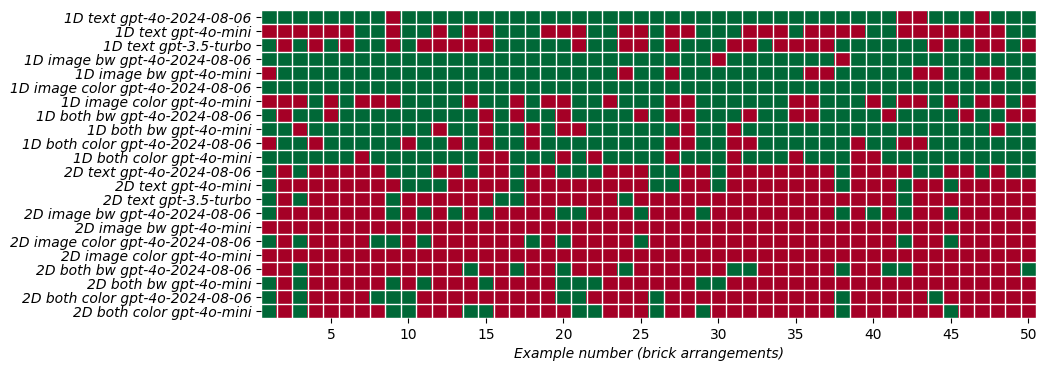 1D text gpt-4o-2024-08-06
1D text gpt-4o-mini
1D text gpt-3.5-turbo
1D image bw gpt-4o-2024-08-06
1D image bw gpt-4o-mini
1D image color gpt-4o-2024-08-06
1D image color gpt-4o-mini
1D both bw gpt-4o-2024-08-06
1D both bw gpt-4o-mini
1D both color gpt-4o-2024-08-06
1D both color gpt-4o-mini
2D text gpt-4o-2024-08-06
2D text gpt-4o-mini
2D text gpt-3.5-turbo
2D image bw gpt-4o-2024-08-06
2D image bw gpt-4o-mini
2D image color gpt-4o-2024-08-06
2D image color gpt-4o-mini
2D both bw gpt-4o-2024-08-06
2D both bw gpt-4o-mini
2D both color gpt-4o-2024-08-06
2D both color gpt-4o-mini
5 10 15 20 25 30 35 40 45 50
Example number (brick arrangements)